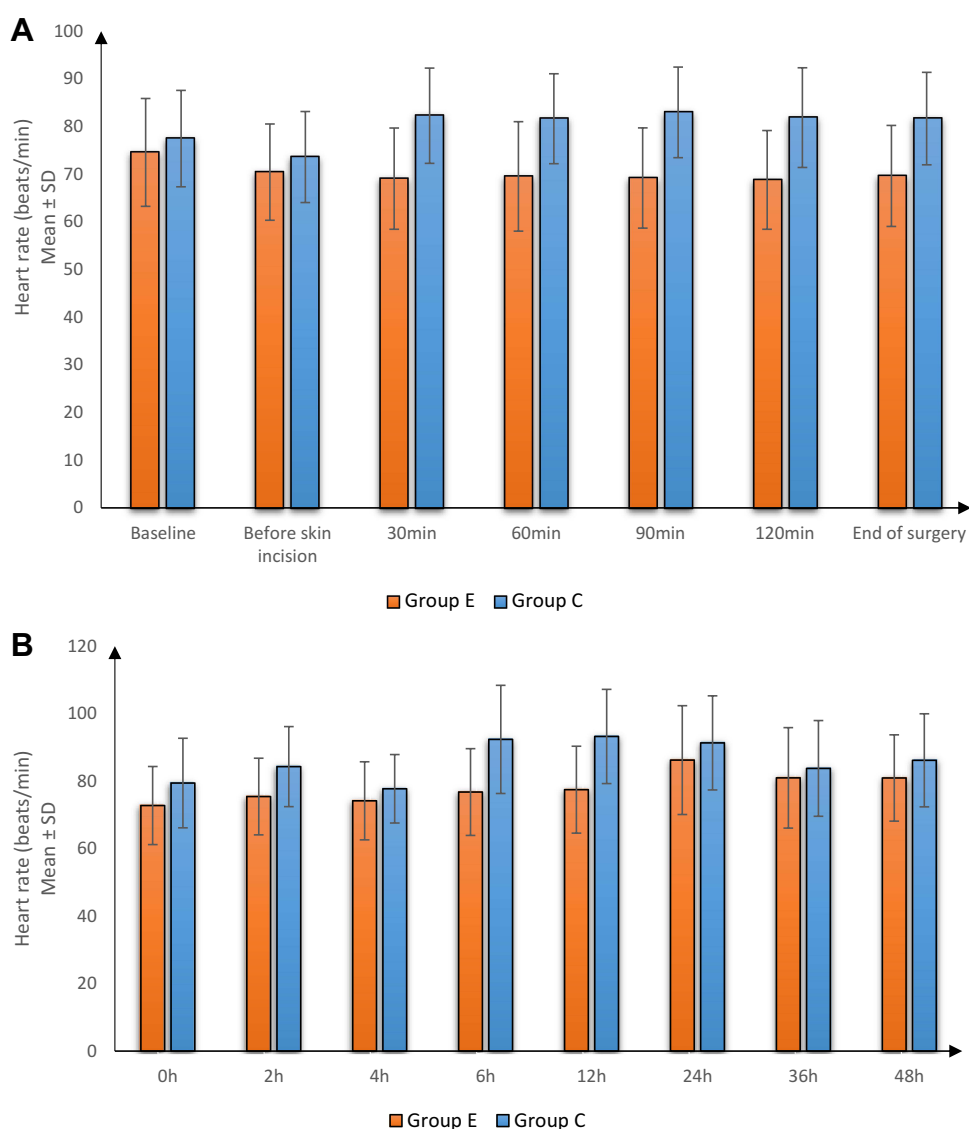 A
100
90
80
70
60
50
40
30
20
10
0
Heart rate (beats/min)
Mean ± SD
Baseline
Before skin
incision
30min
60min
90min
120min
End of surgery
Group E
Group C
B
120
100
80
60
40
20
0
Heart rate (beats/min)
Mean ± SD
0h
2h
4h
6h
12h
24h
36h
48h
Group E
Group C